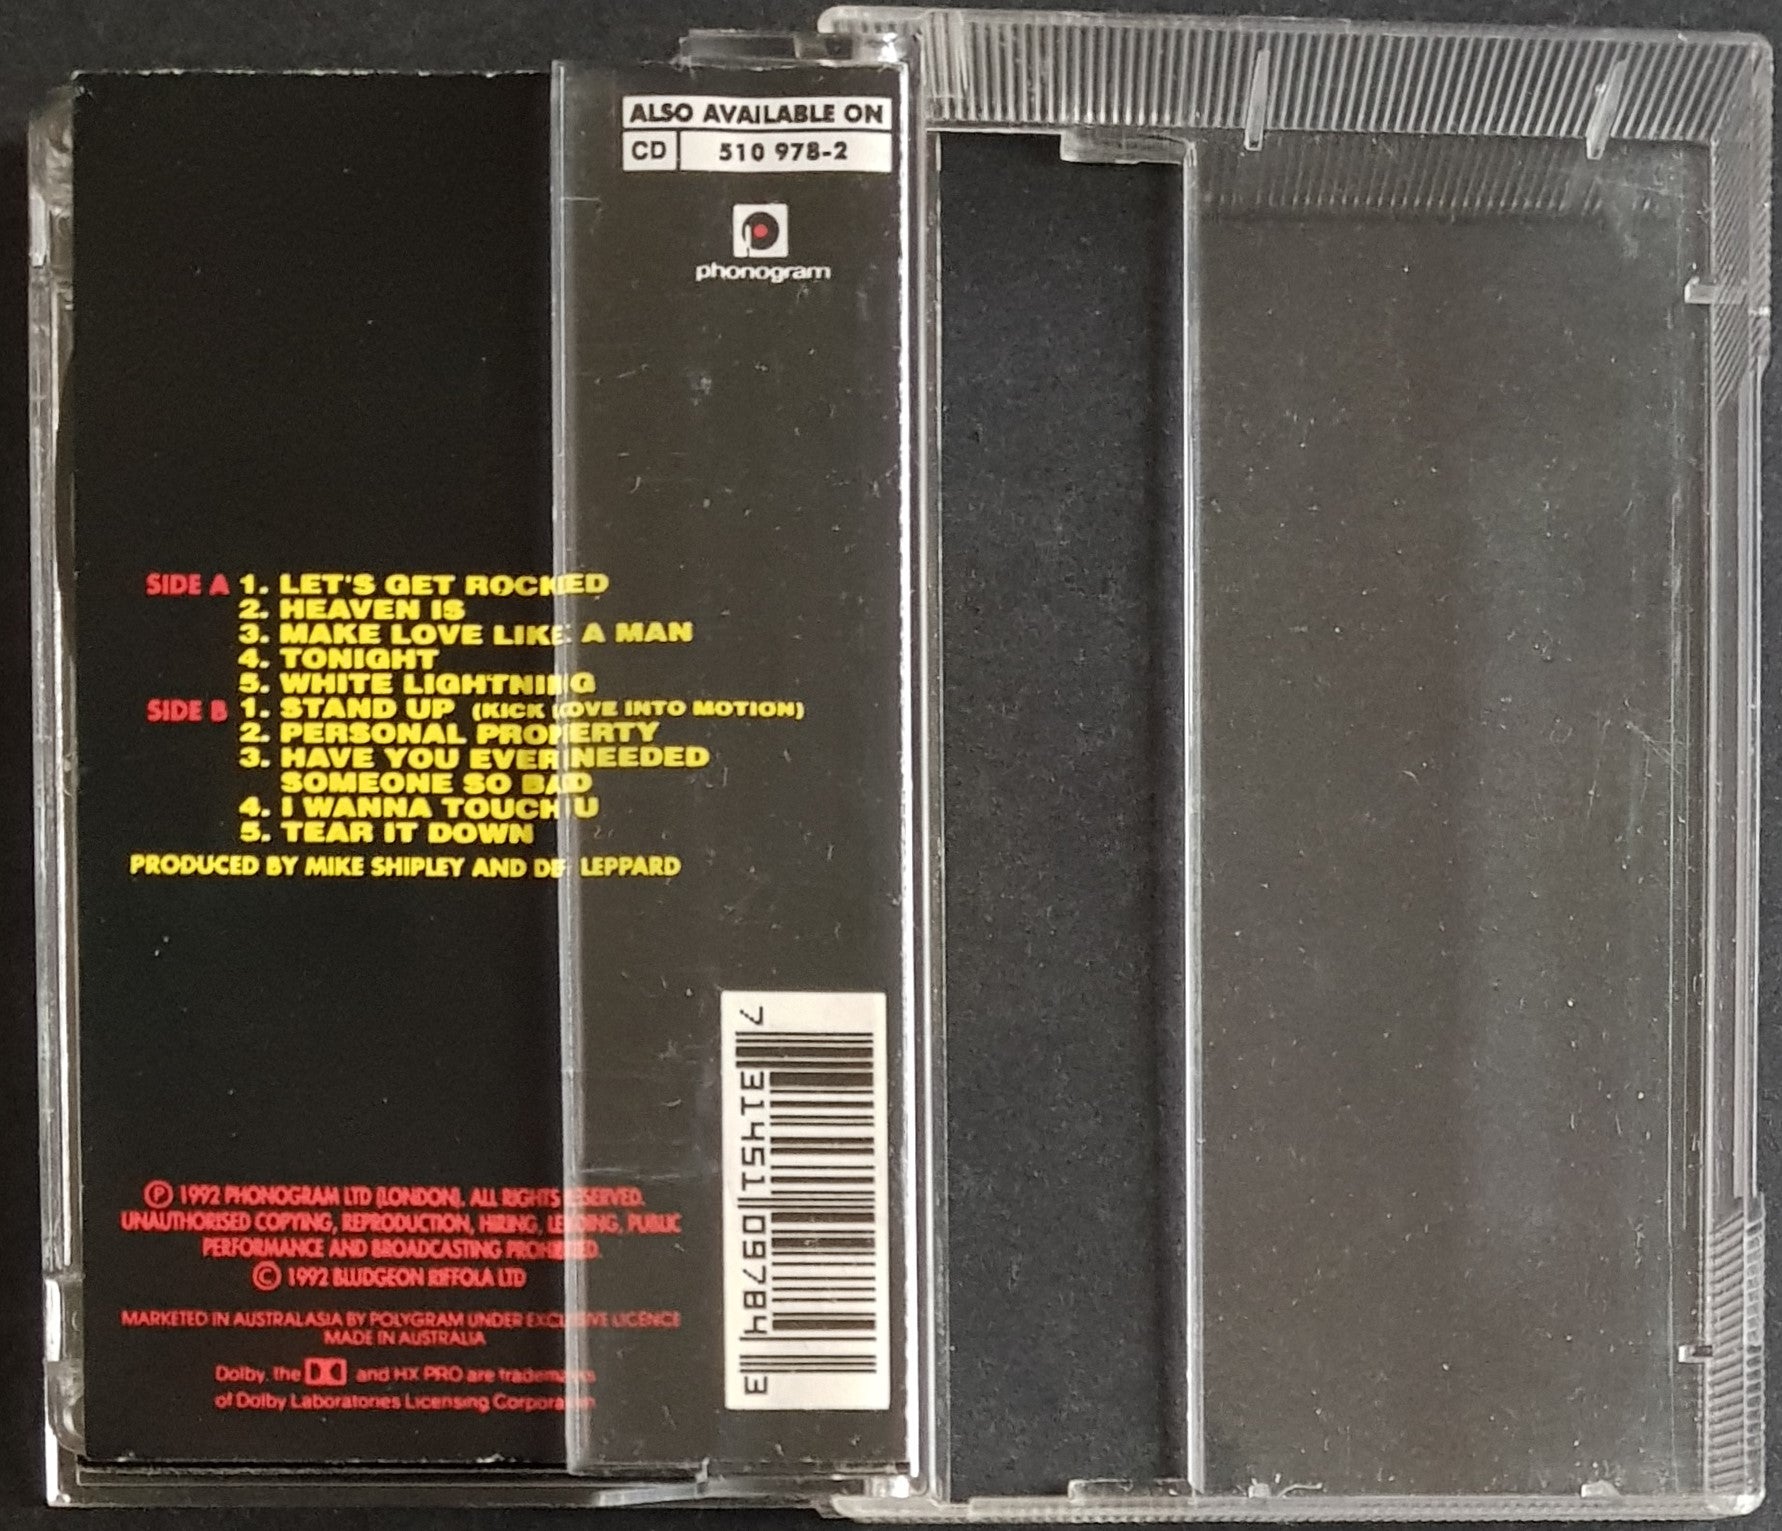 ALSO AVAILABLE ON
CD 510 978-2
phonogram
SIDE A 1. LET'S GET ROCKED
2. HEAVEN IS
3. MAKE LOVE LIKE A MAN
4. TONIGHT
5. WHITE LIGHTNING
SIDE B 1. STAND UP (KICK LOVE INTO MOTION)
2. PERSONAL PROPERTY
3. HAVE YOU EVER NEEDED
SOMEONE SO BAD
4. I WANNA TOUCH U
5. TEAR IT DOWN
PRODUCED BY MIKE SHIPLEY AND DEF LEPPARD
7 31451 09784 3
Ⓟ 1992 PHONOGRAM LTD (LONDON). ALL RIGHTS RESERVED.
UNAUTHORISED COPYING, REPRODUCTION, HIRING, LENDING, PUBLIC
PERFORMANCE AND BROADCASTING PROHIBITED.
© 1992 BLUDGEON RIFFOLA LTD
MARKETED IN AUSTRALASIA BY POLYGRAM UNDER EXCLUSIVE LICENCE
MADE IN AUSTRALIA
Dolby, the and HX PRO are trademarks
of Dolby Laboratories Licensing Corporation